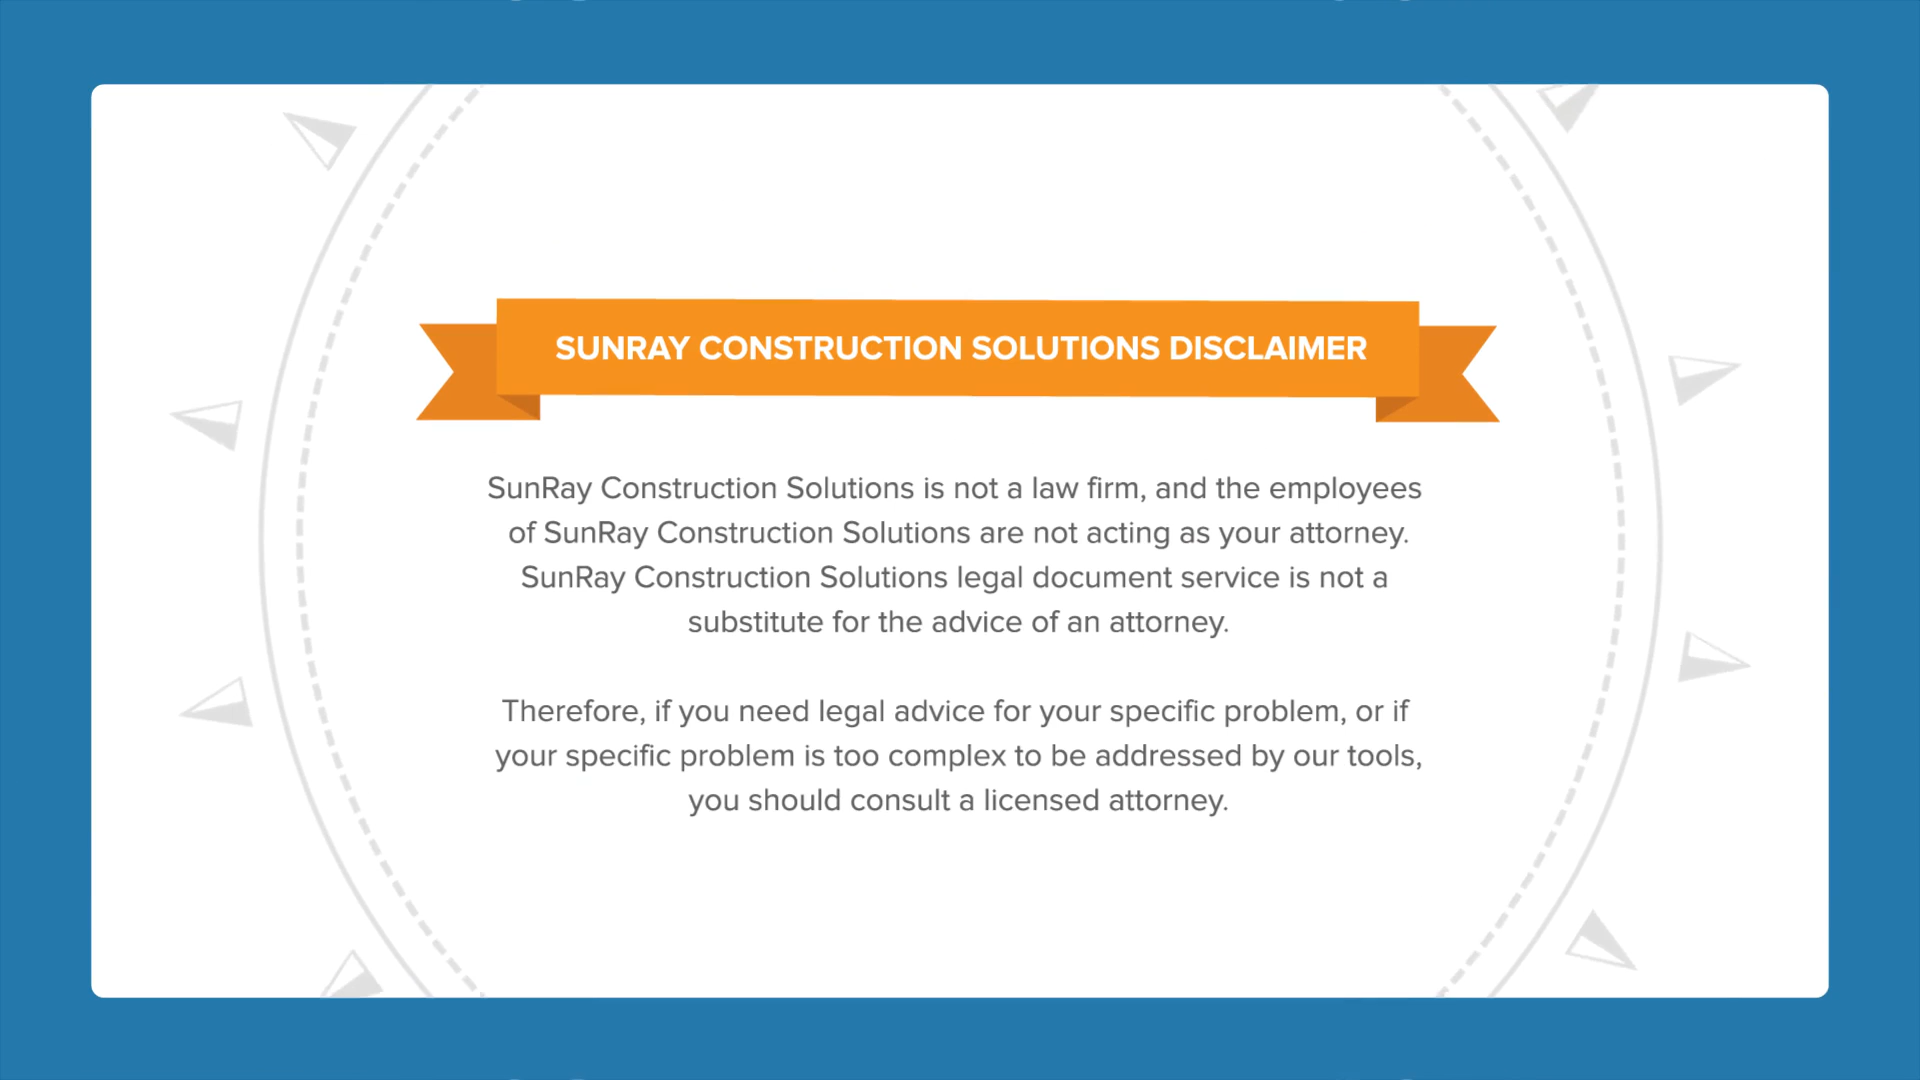 SUNRAY CONSTRUCTION SOLUTIONS DISCLAIMER
SunRay Construction Solutions is not a law firm, and the employees
of SunRay Construction Solutions are not acting as your attorney.
SunRay Construction Solutions legal document service is not a
substitute for the advice of an attorney.
Therefore, if you need legal advice for your specific problem, or if
your specific problem is too complex to be addressed by our tools,
you should consult a licensed attorney.